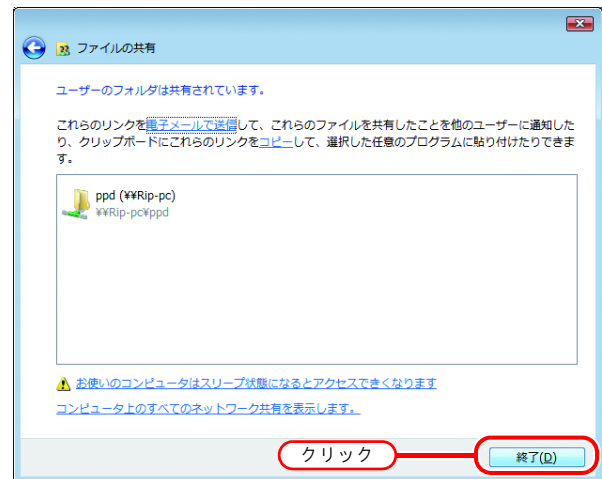 ファイルの共有
ユーザーのフォルダは共有されています。
これらのリンクを電子メールで送信して、これらのファイルを共有したことを他のユーザーに通知した
り、クリップボードにこれらのリンクをコピーして、選択した任意のプログラムに貼り付けたりできま
す。
ppd (¥¥Rip-pc)
¥¥Rip-pc¥ppd
お使いのコンピュータはスリープ状態になるとアクセスできくなります
コンピュータ上のすべてのネットワーク共有を表示します。
クリック
終了(D)